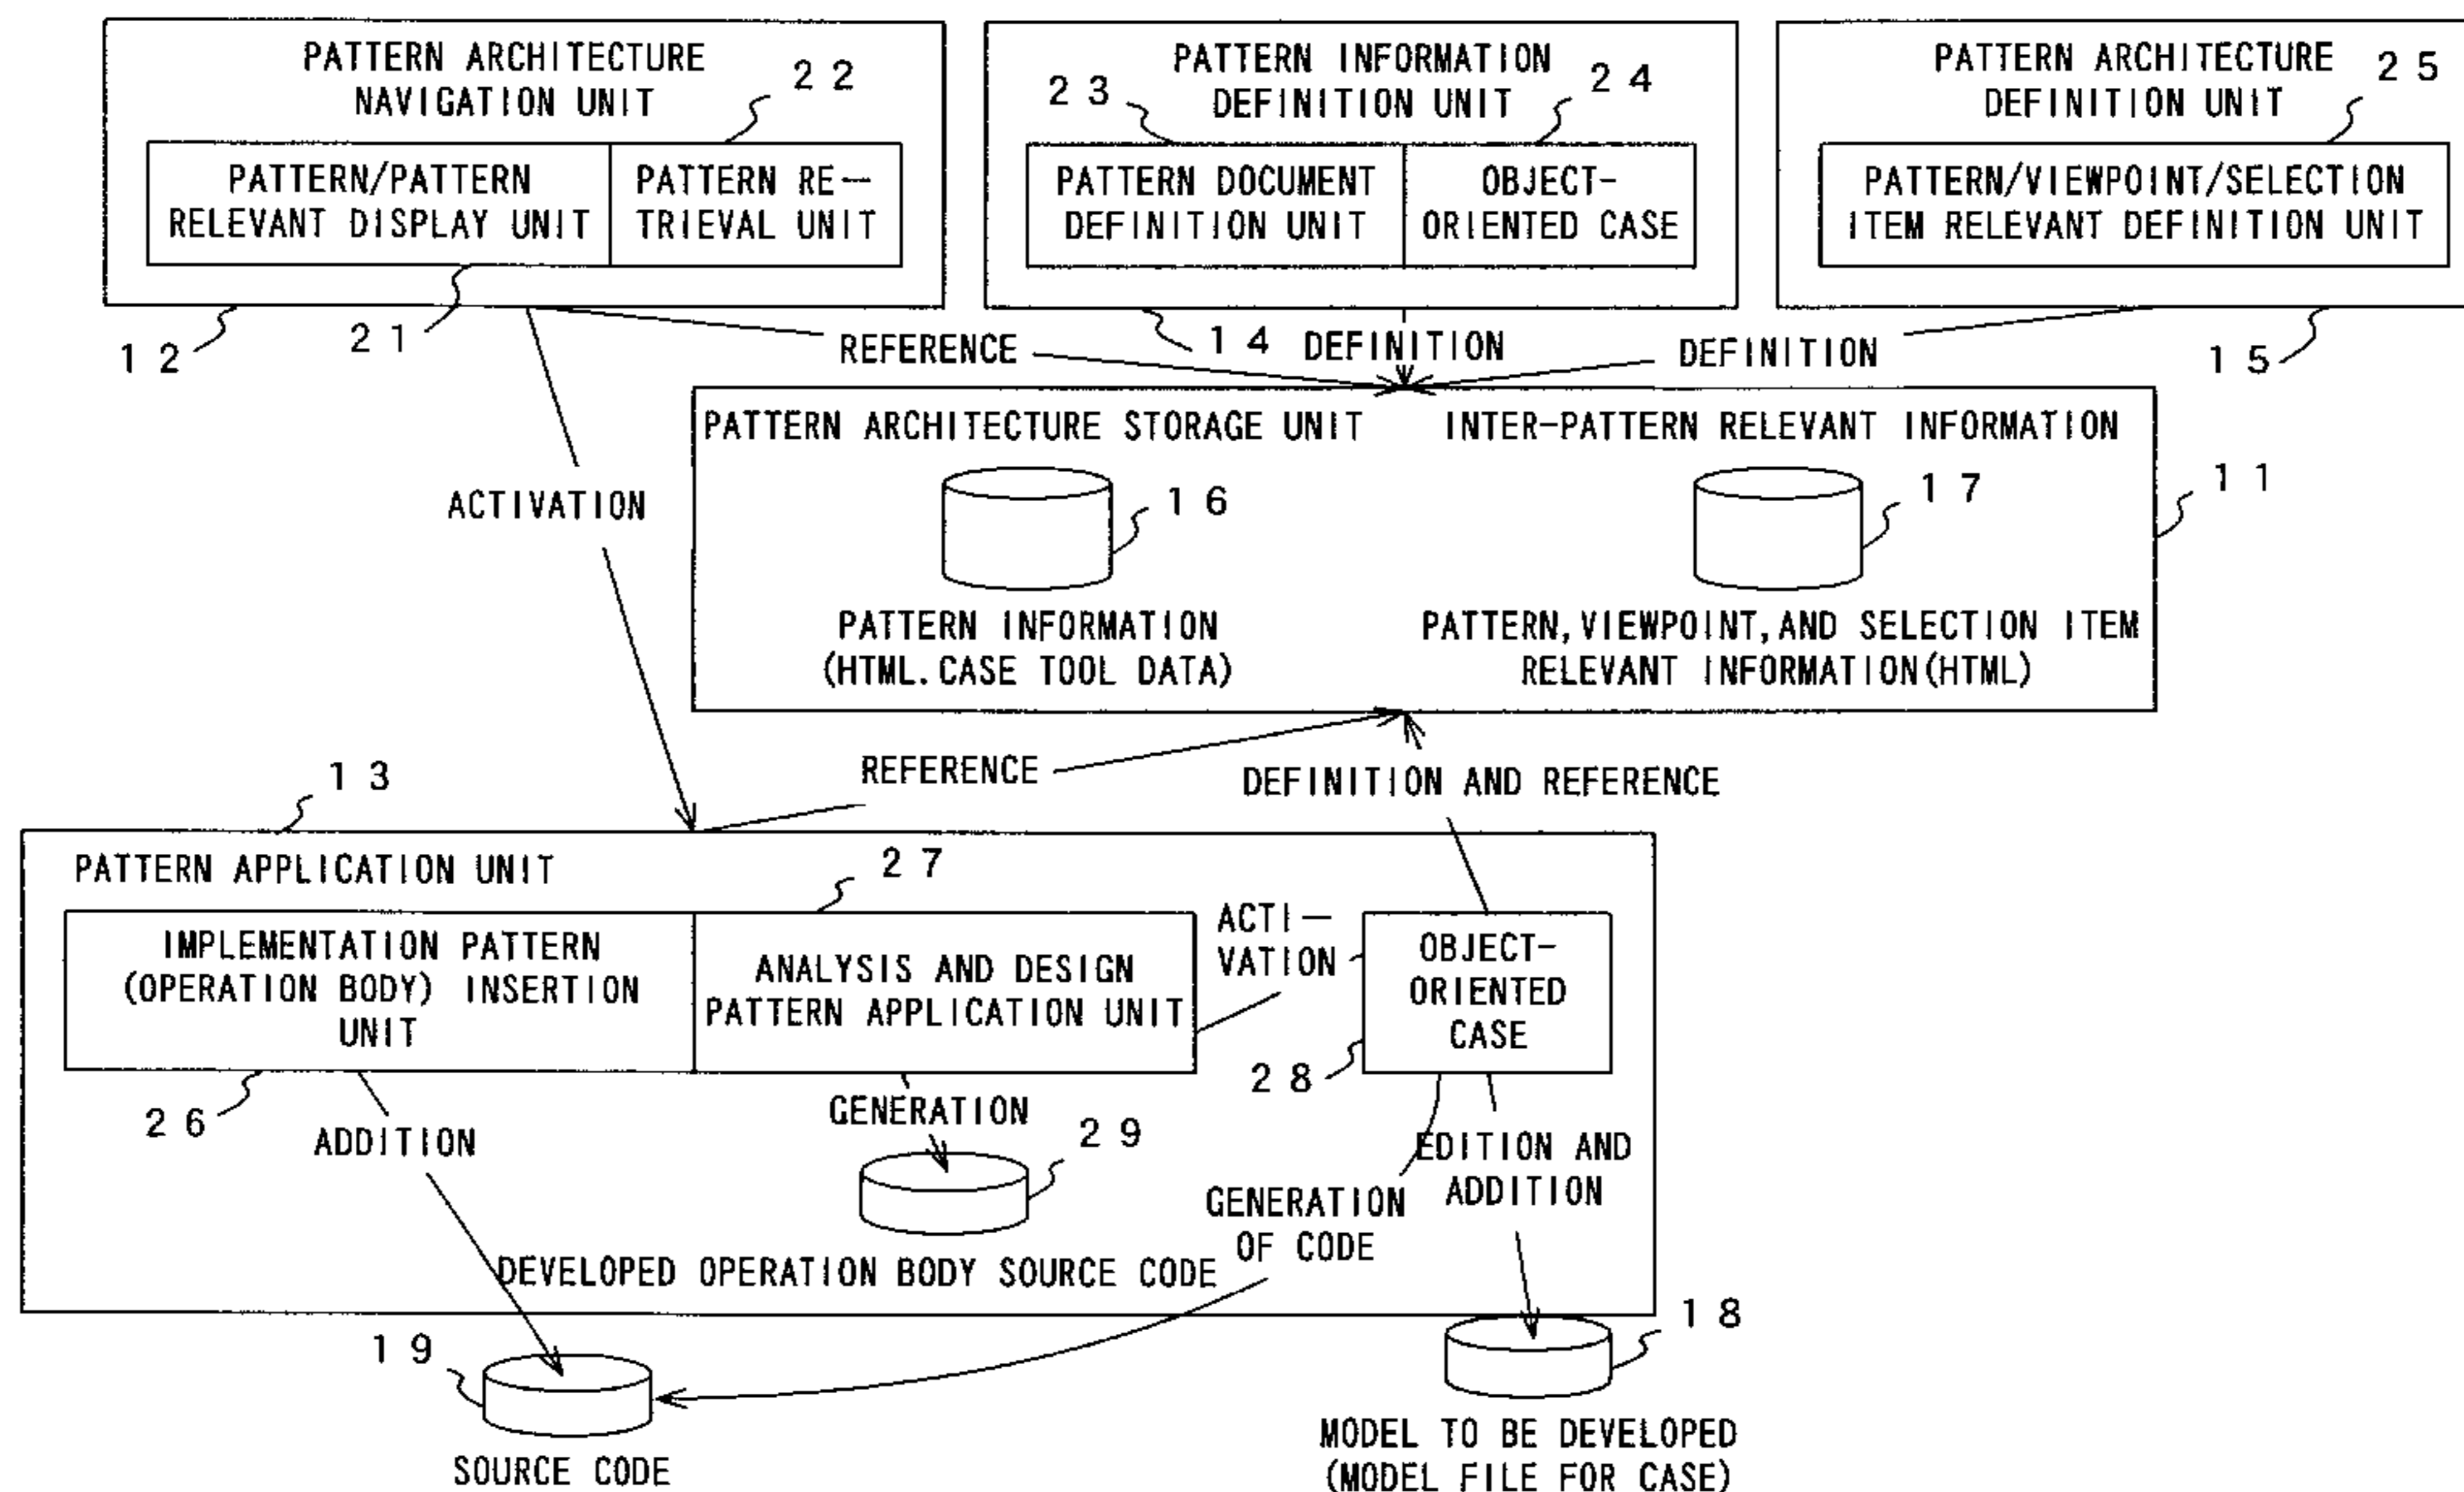 PATTERN ARCHITECTURE
NAVIGATION UNIT
22
PATTERN/PATTERN
RELEVANT DISPLAY UNIT
PATTERN RE-
TRIEVAL UNIT
21
12
PATTERN INFORMATION
DEFINITION UNIT
23
24
PATTERN DOCUMENT
DEFINITION UNIT
OBJECT-
ORIENTED CASE
14
PATTERN ARCHITECTURE
DEFINITION UNIT
25
PATTERN/VIEWPOINT/SELECTION
ITEM RELEVANT DEFINITION UNIT
15
REFERENCE
DEFINITION
DEFINITION
ACTIVATION
PATTERN ARCHITECTURE STORAGE UNIT
INTER-PATTERN RELEVANT INFORMATION
16
17
11
PATTERN INFORMATION
(HTML.CASE TOOL DATA)
PATTERN, VIEWPOINT, AND SELECTION ITEM
RELEVANT INFORMATION(HTML)
REFERENCE
DEFINITION AND REFERENCE
13
PATTERN APPLICATION UNIT
27
IMPLEMENTATION PATTERN
(OPERATION BODY) INSERTION
UNIT
ANALYSIS AND DESIGN
PATTERN APPLICATION UNIT
ACTI-
VATION
OBJECT-
ORIENTED
CASE
28
26
ADDITION
GENERATION
29
EDITION AND
ADDITION
GENERATION
OF CODE
DEVELOPED OPERATION BODY SOURCE CODE
19
SOURCE CODE
18
MODEL TO BE DEVELOPED
(MODEL FILE FOR CASE)